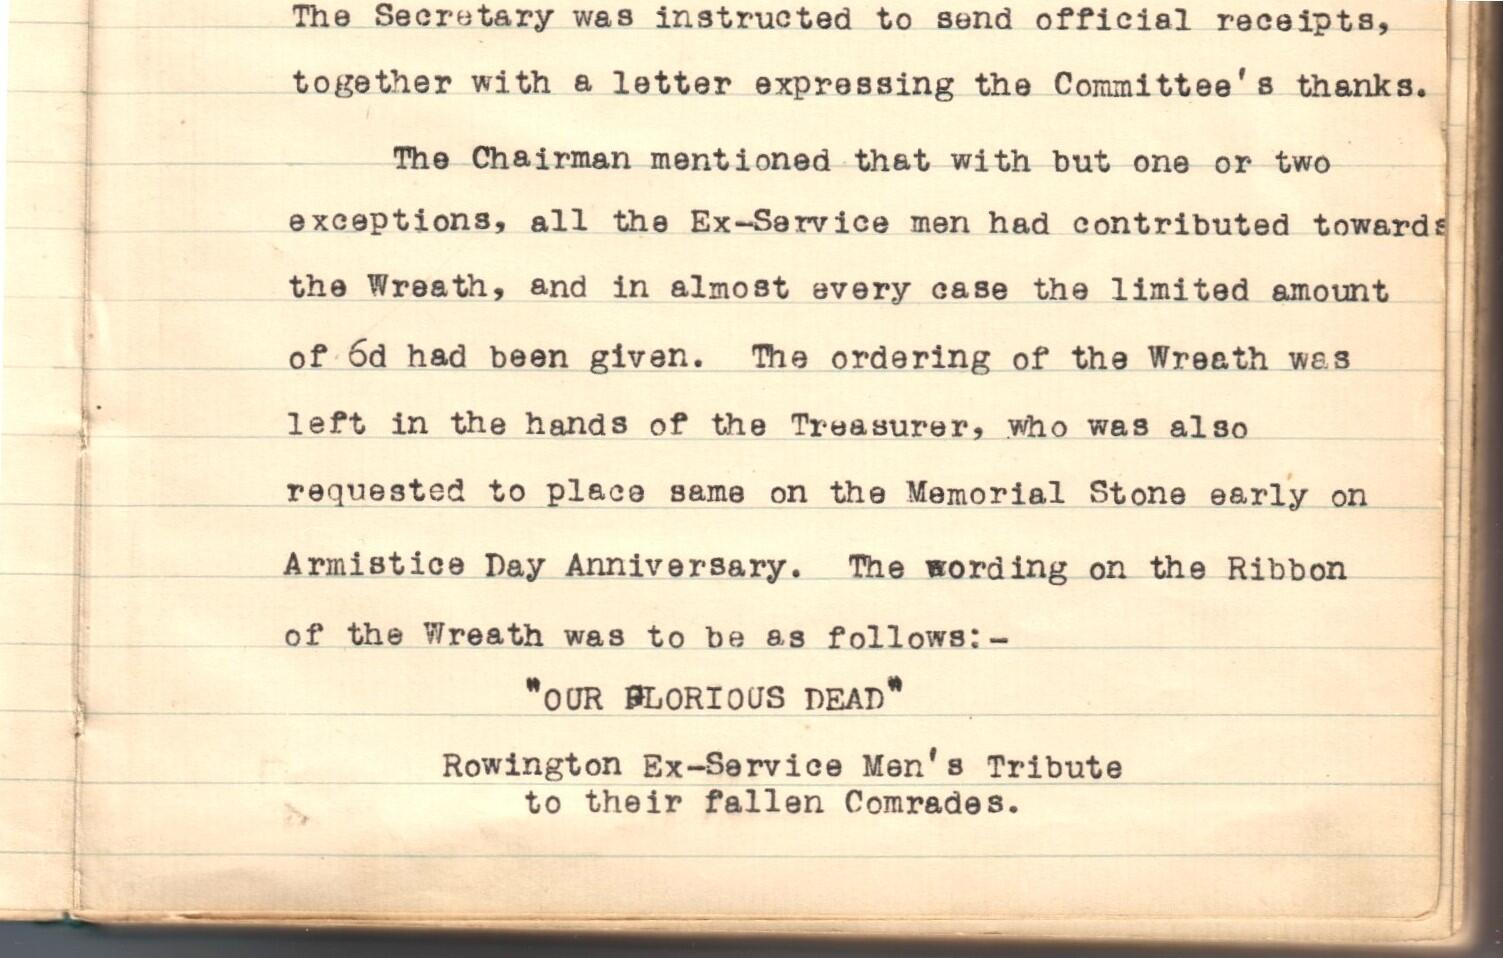 The Secretary was instructed to send official receipts,
together with a letter expressing the Committee's thanks.
The Chairman mentioned that with but one or two
exceptions, all the Ex-Service men had contributed towards
the Wreath, and in almost every case the limited amount
of 6d had been given. The ordering of the Wreath was
left in the hands of the Treasurer, who was also
requested to place same on the Memorial Stone early on
Armistice Day Anniversary. The wording on the Ribbon
of the Wreath was to be as follows:-
"OUR GLORIOUS DEAD"
Rowington Ex-Service Men's Tribute
to their fallen Comrades.